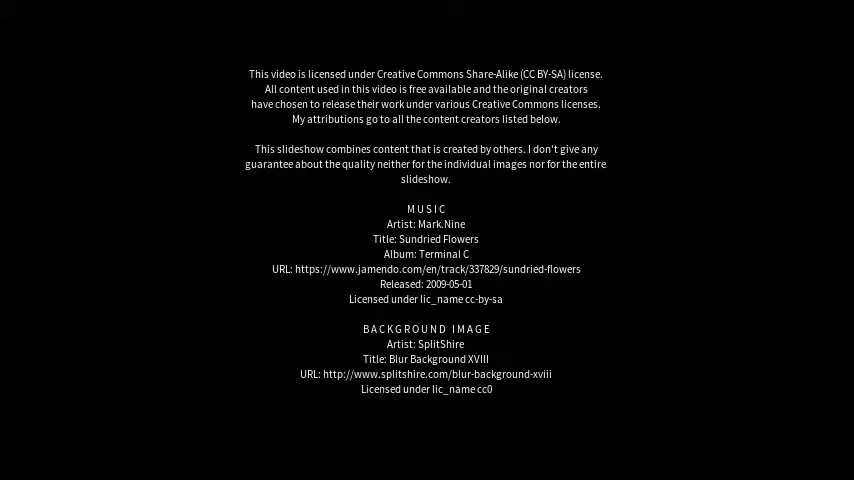 This video is licensed under Creative Commons Share-Alike (CC BY-SA) license.
All content used in this video is free available and the original creators
have chosen to release their work under various Creative Commons licenses.
My attributions go to all the content creators listed below.
This slideshow combines content that is created by others. I don't give any
guarantee about the quality neither for the individual images nor for the entire
slideshow.
MUSIC
Artist: Mark.Nine
Title: Sundried Flowers
Album: Terminal C
URL: https://www.jamendo.com/en/track/337829/sundried-flowers
Released: 2009-05-01
Licensed under lic_name cc-by-sa
BACKGROUND IMAGE
Artist: SplitShire
Title: Blur Background XVIII
URL: http://www.splitshire.com/blur-background-xviii
Licensed under lic_name cc0